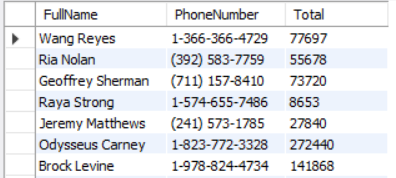 FullName PhoneNumber Total
Wang Reyes 1-366-366-4729 77697
Ria Nolan (392) 583-7759 55678
Geoffrey Sherman (711) 157-8410 73720
Raya Strong 1-574-655-7486 8653
Jeremy Matthews (241) 573-1785 27840
Odysseus Carney 1-823-772-3328 272440
Brock Levine 1-978-824-4734 141868